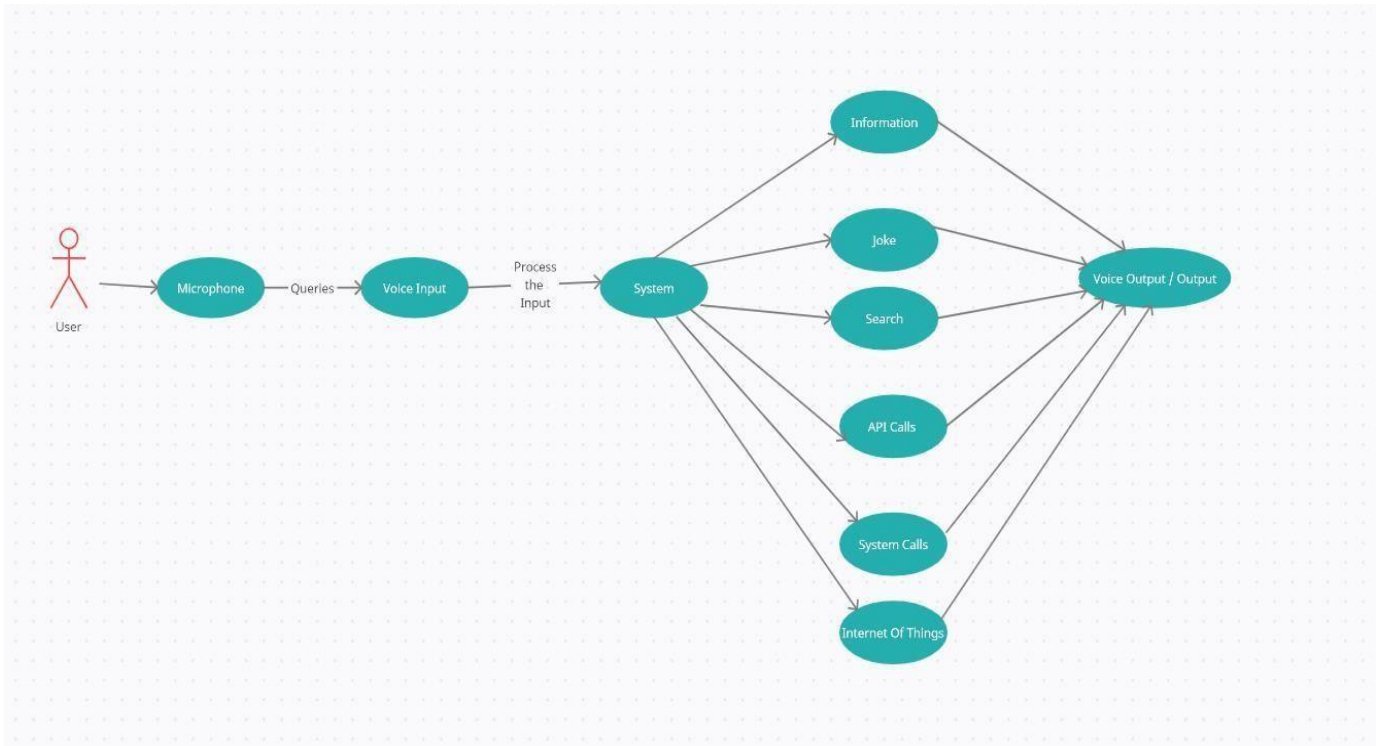 User
Microphone
Queries
Voice Input
Process
the
Input
System
Information
Joke
Search
API Calls
System Calls
Internet Of Things
Voice Output / Output